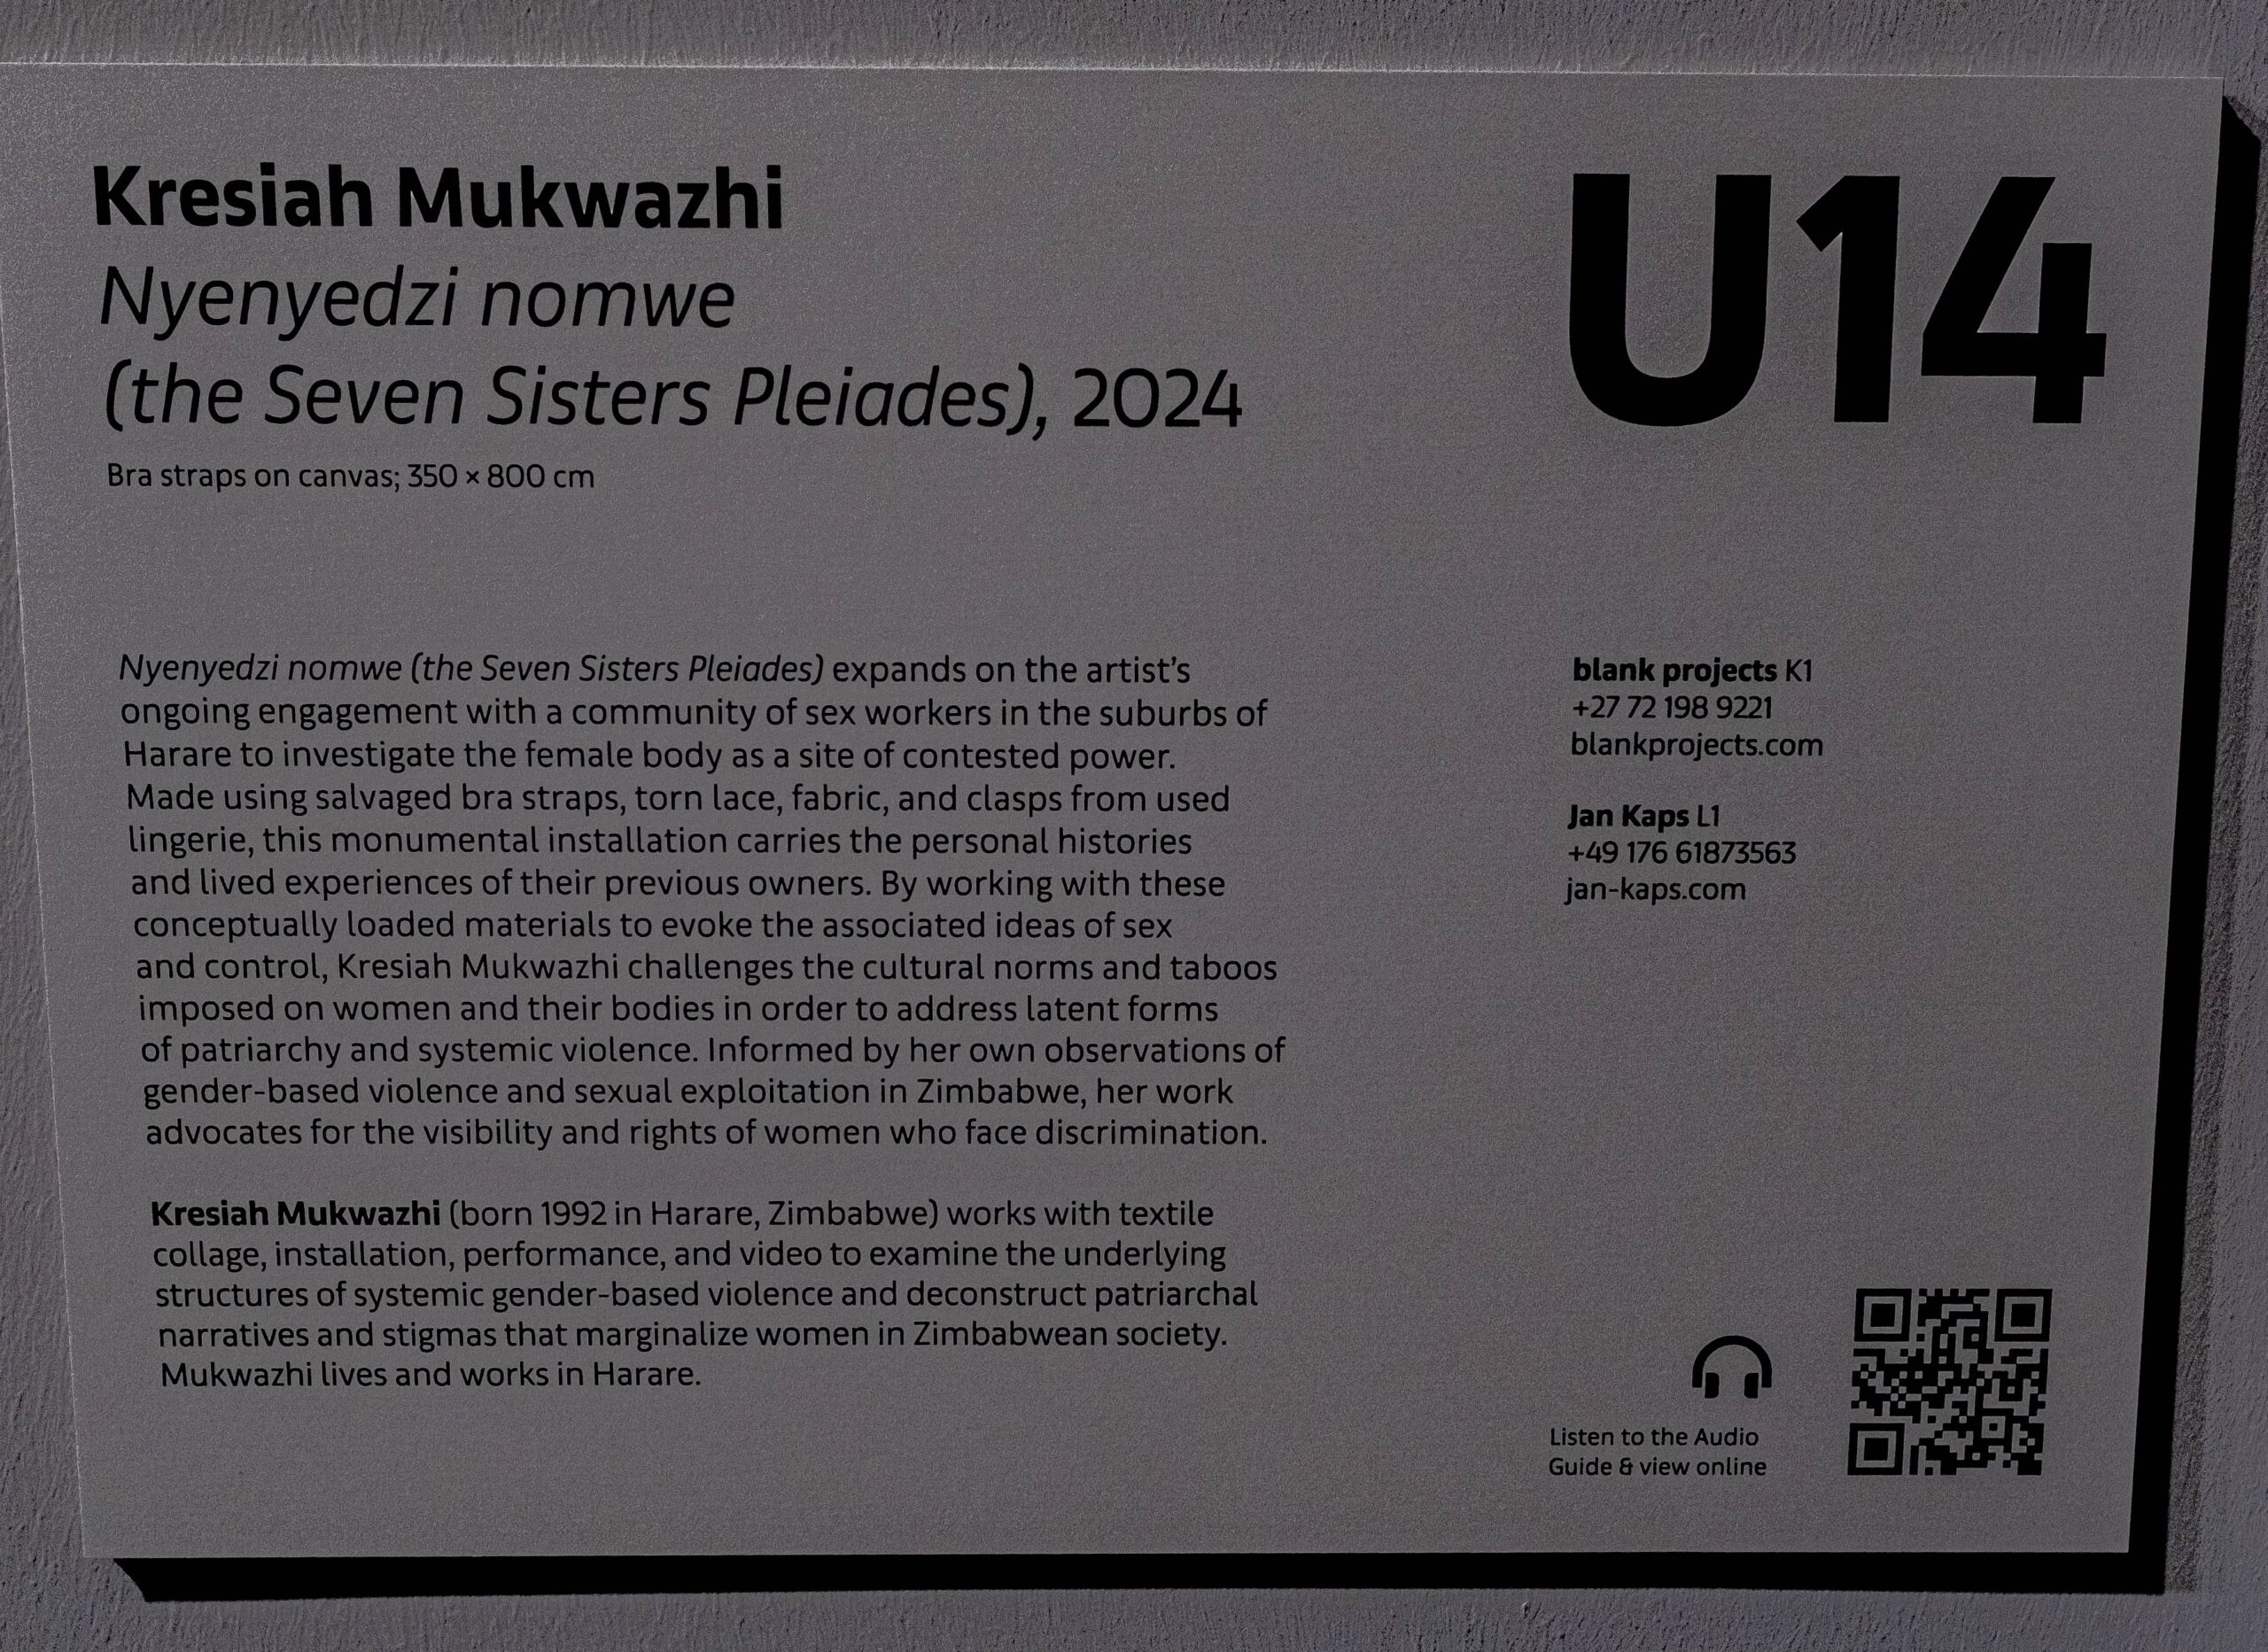 Kresiah Mukwazhi
Nyenyedzi nomwe
(the Seven Sisters Pleiades), 2024
Bra straps on canvas; 350 × 800 cm
U14
Nyenyedzi nomwe (the Seven Sisters Pleiades) expands on the artist’s
ongoing engagement with a community of sex workers in the suburbs of
Harare to investigate the female body as a site of contested power.
Made using salvaged bra straps, torn lace, fabric, and clasps from used
lingerie, this monumental installation carries the personal histories
and lived experiences of their previous owners. By working with these
conceptually loaded materials to evoke the associated ideas of sex
and control, Kresiah Mukwazhi challenges the cultural norms and taboos
imposed on women and their bodies in order to address latent forms
of patriarchy and systemic violence. Informed by her own observations of
gender-based violence and sexual exploitation in Zimbabwe, her work
advocates for the visibility and rights of women who face discrimination.
Kresiah Mukwazhi (born 1992 in Harare, Zimbabwe) works with textile
collage, installation, performance, and video to examine the underlying
structures of systemic gender-based violence and deconstruct patriarchal
narratives and stigmas that marginalize women in Zimbabwean society.
Mukwazhi lives and works in Harare.
blank projects K1
+27 72 198 9221
blankprojects.com
Jan Kaps L1
+49 176 61873563
jan-kaps.com
Listen to the Audio
Guide & view online